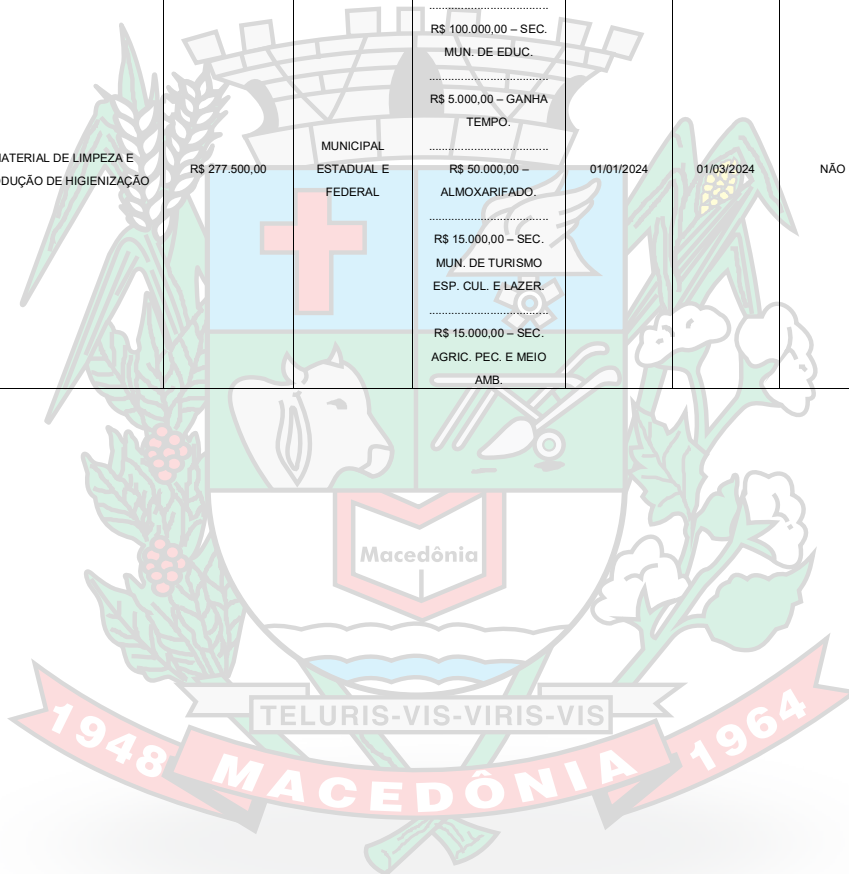 ....................................
R$ 100.000,00 – SEC.
MUN. DE EDUC.
....................................
R$ 5.000,00 – GANHA
TEMPO.
....................................
MATERIAL DE LIMPEZA E
ODUÇÃO DE HIGIENIZAÇÃO
R$ 277.500,00
MUNICIPAL
ESTADUAL E
FEDERAL
R$ 50.000,00 –
ALMOXARIFADO.
....................................
R$ 15.000,00 – SEC.
MUN. DE TURISMO
ESP. CUL. E LAZER.
....................................
R$ 15.000,00 – SEC.
AGRIC. PEC. E MEIO
AMB.
01/01/2024
01/03/2024
NÃO
Macedônia
TELURIS-VIS-VIRIS-VIS
1948 MACEDÔNIA 1964